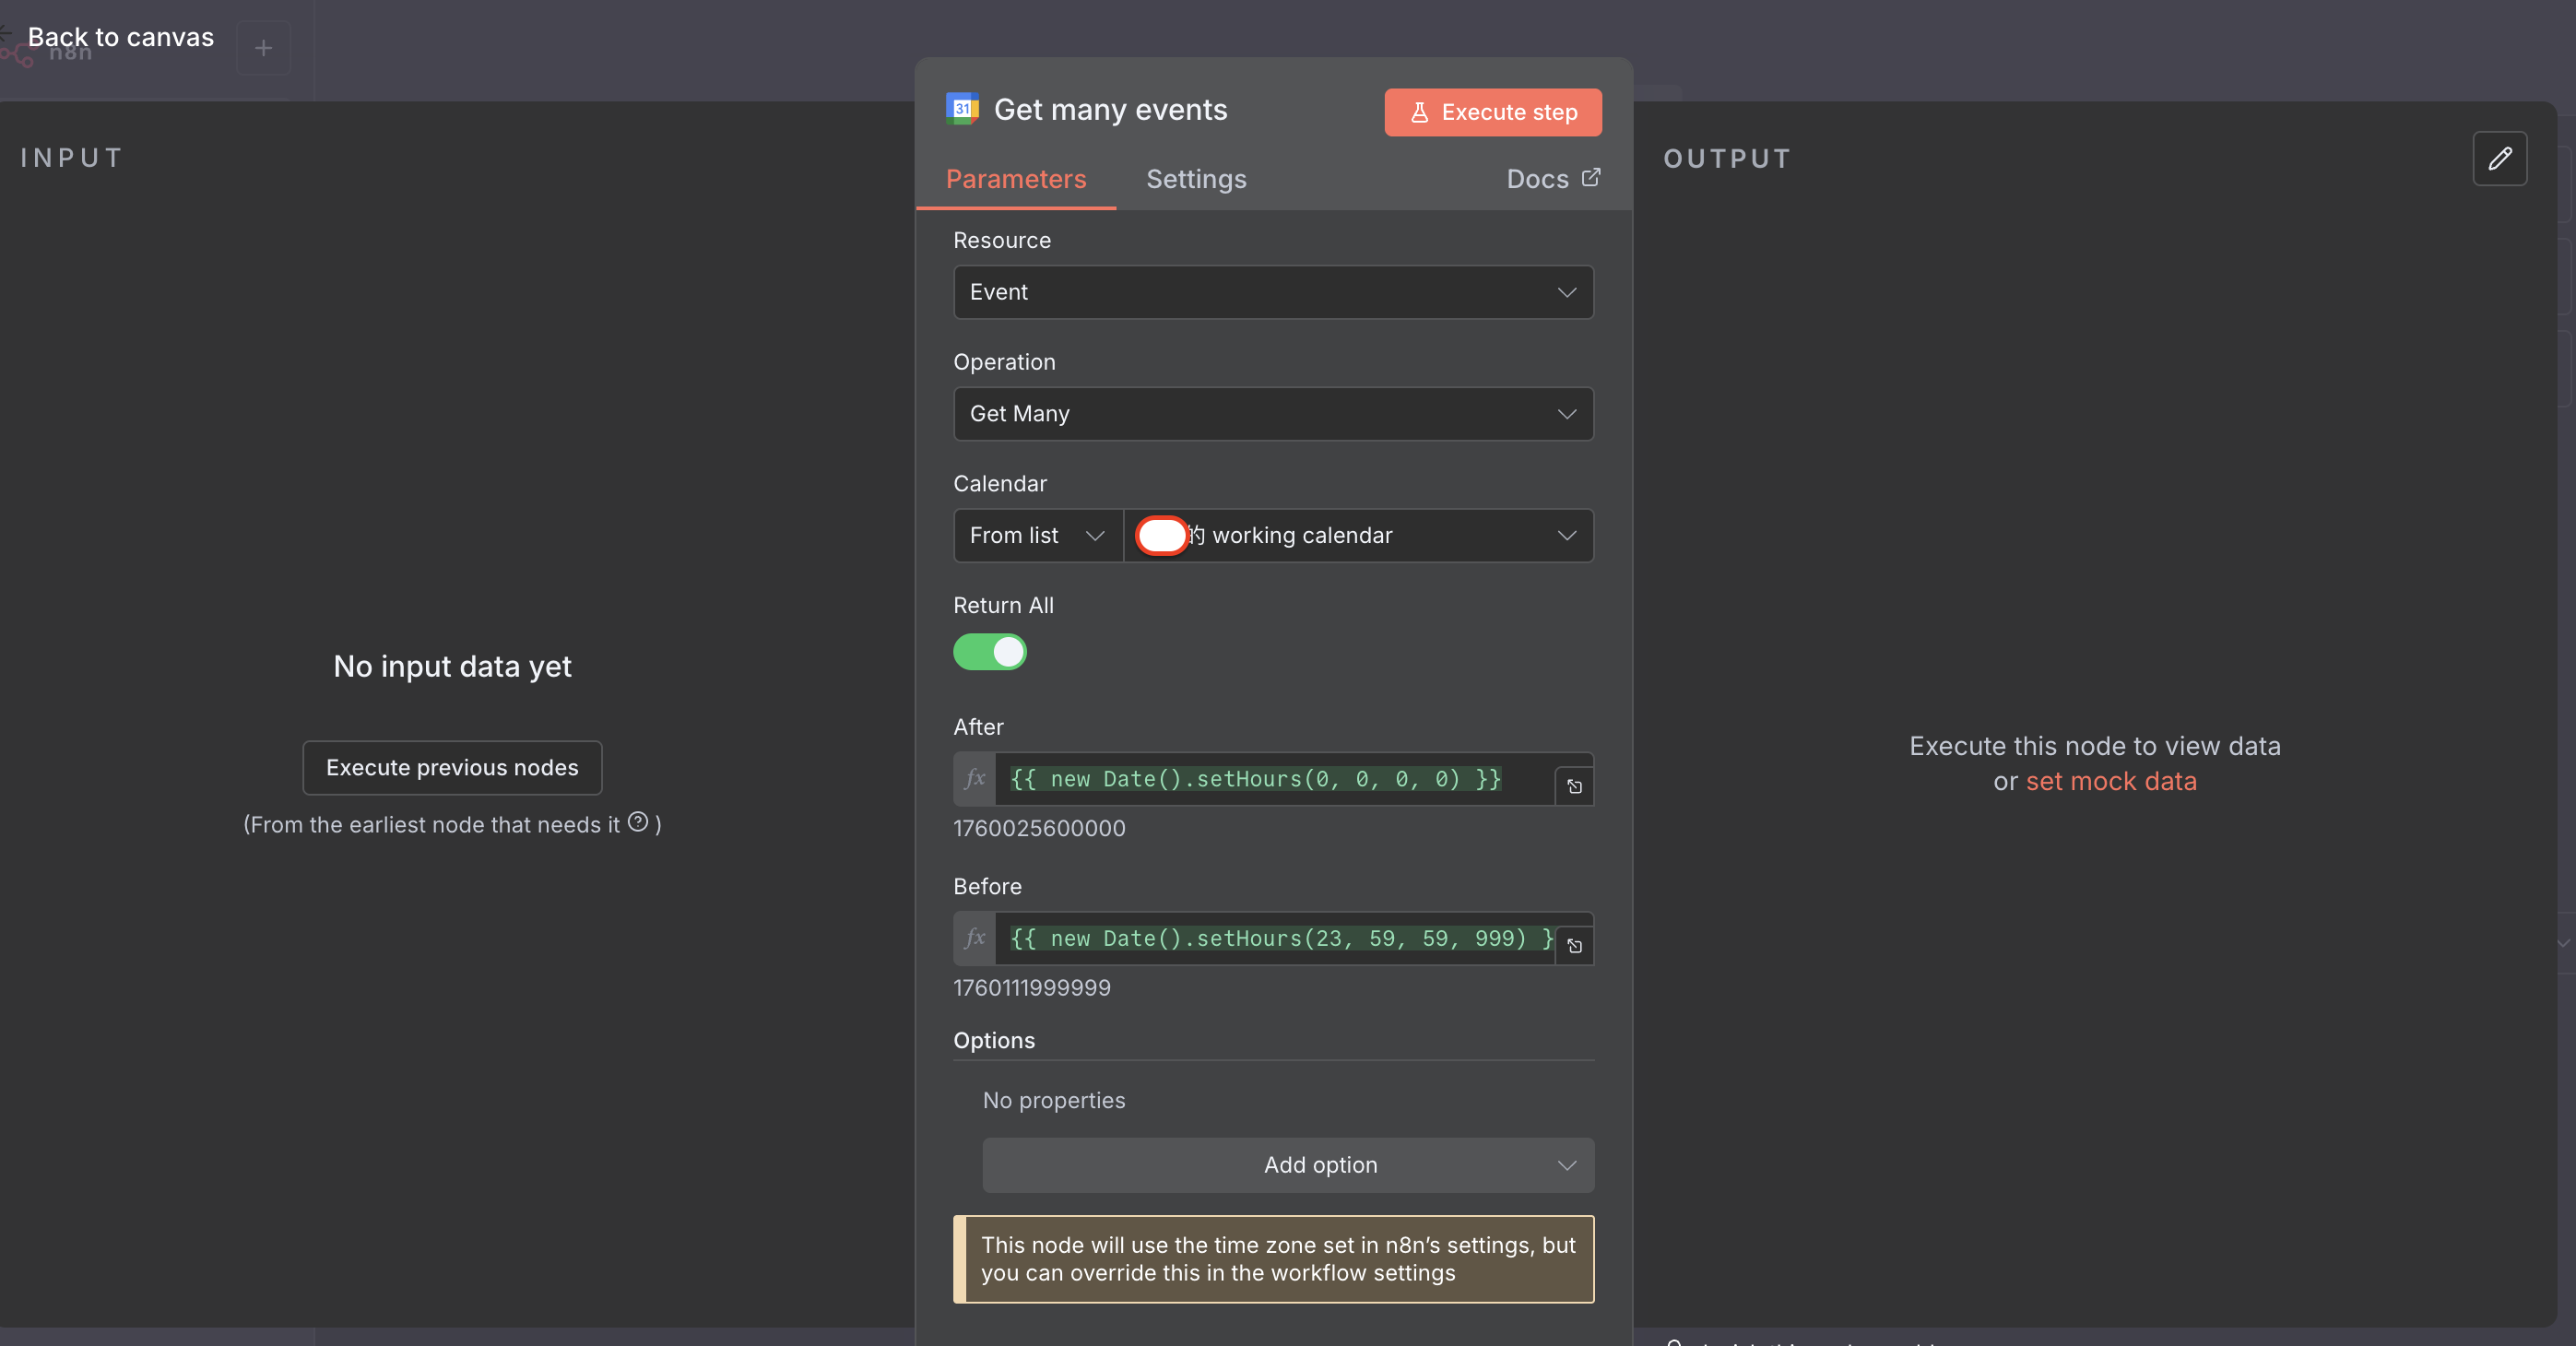 Back to canvas
n8n
Get many events
Execute step
Parameters
Settings
Docs
INPUT
OUTPUT
Resource
Event
Operation
Get Many
Calendar
From list
的 working calendar
Return All
No input data yet
Execute previous nodes
(From the earliest node that needs it ? )
After
fx {{ new Date().setHours(0, 0, 0, 0) }}
1760025600000
Before
fx {{ new Date().setHours(23, 59, 59, 999) }
1760111999999
Options
No properties
Add option
This node will use the time zone set in n8n’s settings, but
you can override this in the workflow settings
Execute this node to view data
or set mock data